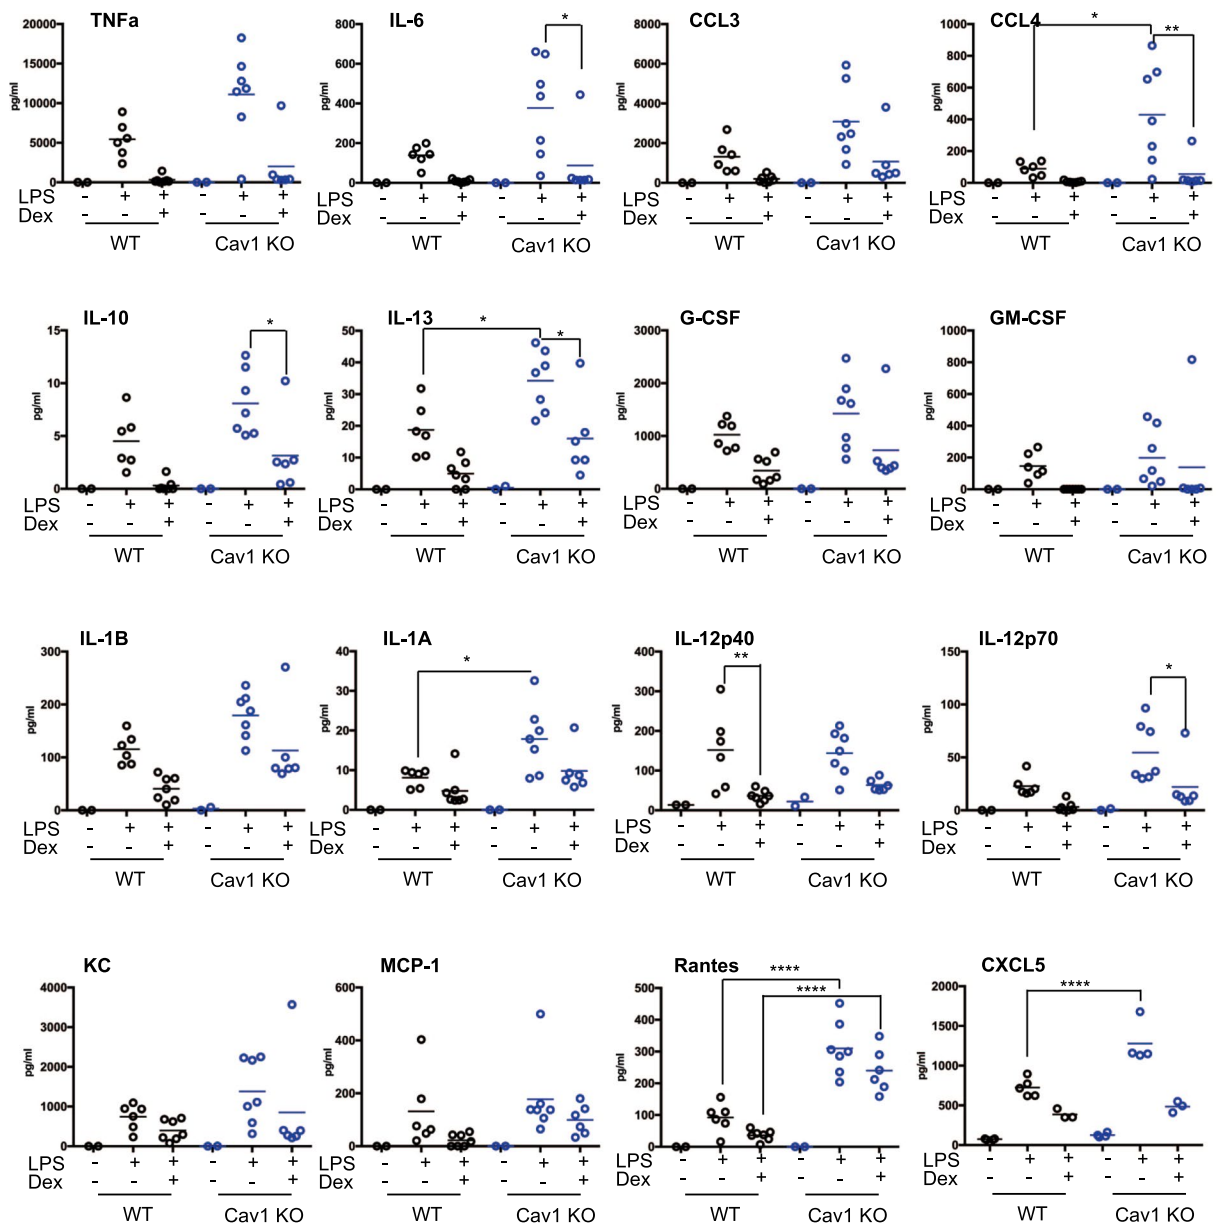 TNFa IL-6 CCL3 CCL4
20000 800 8000 1000
* * **
15000 600 6000 800
600
10000 400 4000
400
5000 200 2000
200
0 0 0 0
pg/ml pg/ml pg/ml pg/ml
LPS - + + - + + LPS - + + - + + LPS - + + - + + LPS - + + - + +
Dex - - + - - + Dex - - + - - + Dex - - + - - + Dex - - + - - +
WT Cav1 KO WT Cav1 KO WT Cav1 KO WT Cav1 KO
IL-10 IL-13 G-CSF GM-CSF
15 50 3000 1000
* * *
40 800
10 30 2000 600
20 400
5 1000
10 200
0 0 0 0
pg/ml pg/ml pg/ml pg/ml
LPS - + + - + + LPS - + + - + + LPS - + + - + + LPS - + + - + +
Dex - - + - - + Dex - - + - - + Dex - - + - - + Dex - - + - - +
WT Cav1 KO WT Cav1 KO WT Cav1 KO WT Cav1 KO
IL-1B IL-1A IL-12p40 IL-12p70
300 40 400 150
* ** *
30 300
200 100
20 200
100 50
10 100
0 0 0 0
pg/ml pg/ml pg/ml pg/ml
LPS - + + - + + LPS - + + - + + LPS - + + - + + LPS - + + - + +
Dex - - + - - + Dex - - + - - + Dex - - + - - + Dex - - + - - +
WT Cav1 KO WT Cav1 KO WT Cav1 KO WT Cav1 KO
KC MCP-1 Rantes CXCL5
**** **** ****
4000 600 500 2000
400
3000 1500
400
300
2000 1000
200
200
1000 500
100
0 0 0 0
pg/ml pg/ml pg/ml pg/ml
LPS - + + - + + LPS - + + - + + LPS - + + - + + LPS - + + - + +
Dex - - + - - + Dex - - + - - + Dex - - + - - + Dex - - + - - +
WT Cav1 KO WT Cav1 KO WT Cav1 KO WT Cav1 KO